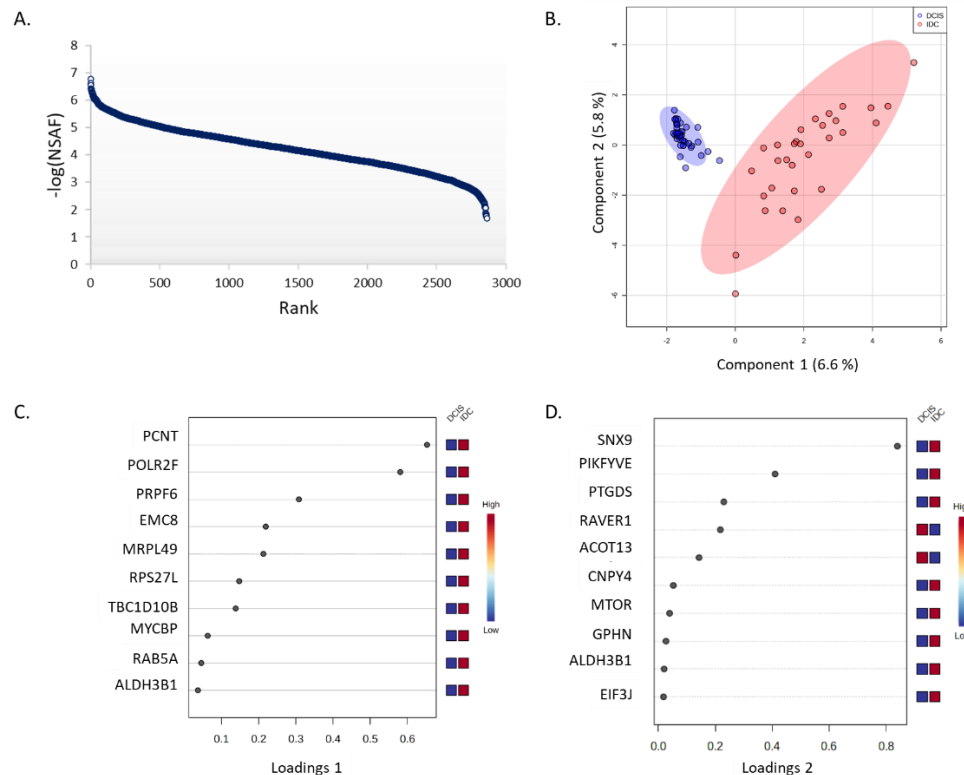 A.
8
7
6
5
4
3
2
1
0
-log(NSAF)
0 500 1000 1500 2000 2500 3000
Rank
B.
DCIS
IDC
4
2
0
-2
-4
-6
Component 2 (5.8 %)
-2 0 2 4 6
Component 1 (6.6 %)
C.
DCIS IDC
PCNT
POLR2F
PRPF6
EMC8
MRPL49
RPS27L
TBC1D10B
MYCBP
RAB5A
ALDH3B1
High
Low
0.1 0.2 0.3 0.4 0.5 0.6
Loadings 1
D.
DCIS IDC
SNX9
PIKFYVE
PTGDS
RAVER1
ACOT13
CNPY4
MTOR
GPHN
ALDH3B1
EIF3J
0.0 0.2 0.4 0.6 0.8
Loadings 2